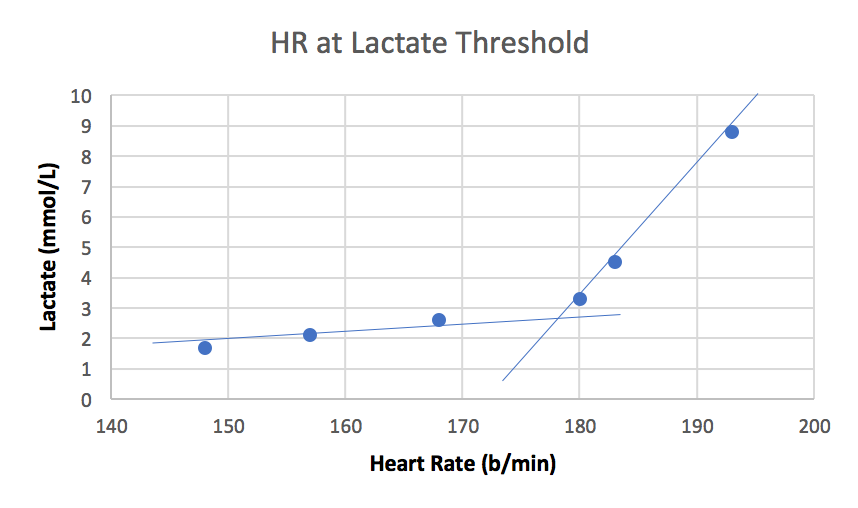 HR at Lactate Threshold
Lactate (mmol/L)
10
9
8
7
6
5
4
3
2
1
0
140 150 160 170 180 190 200
Heart Rate (b/min)